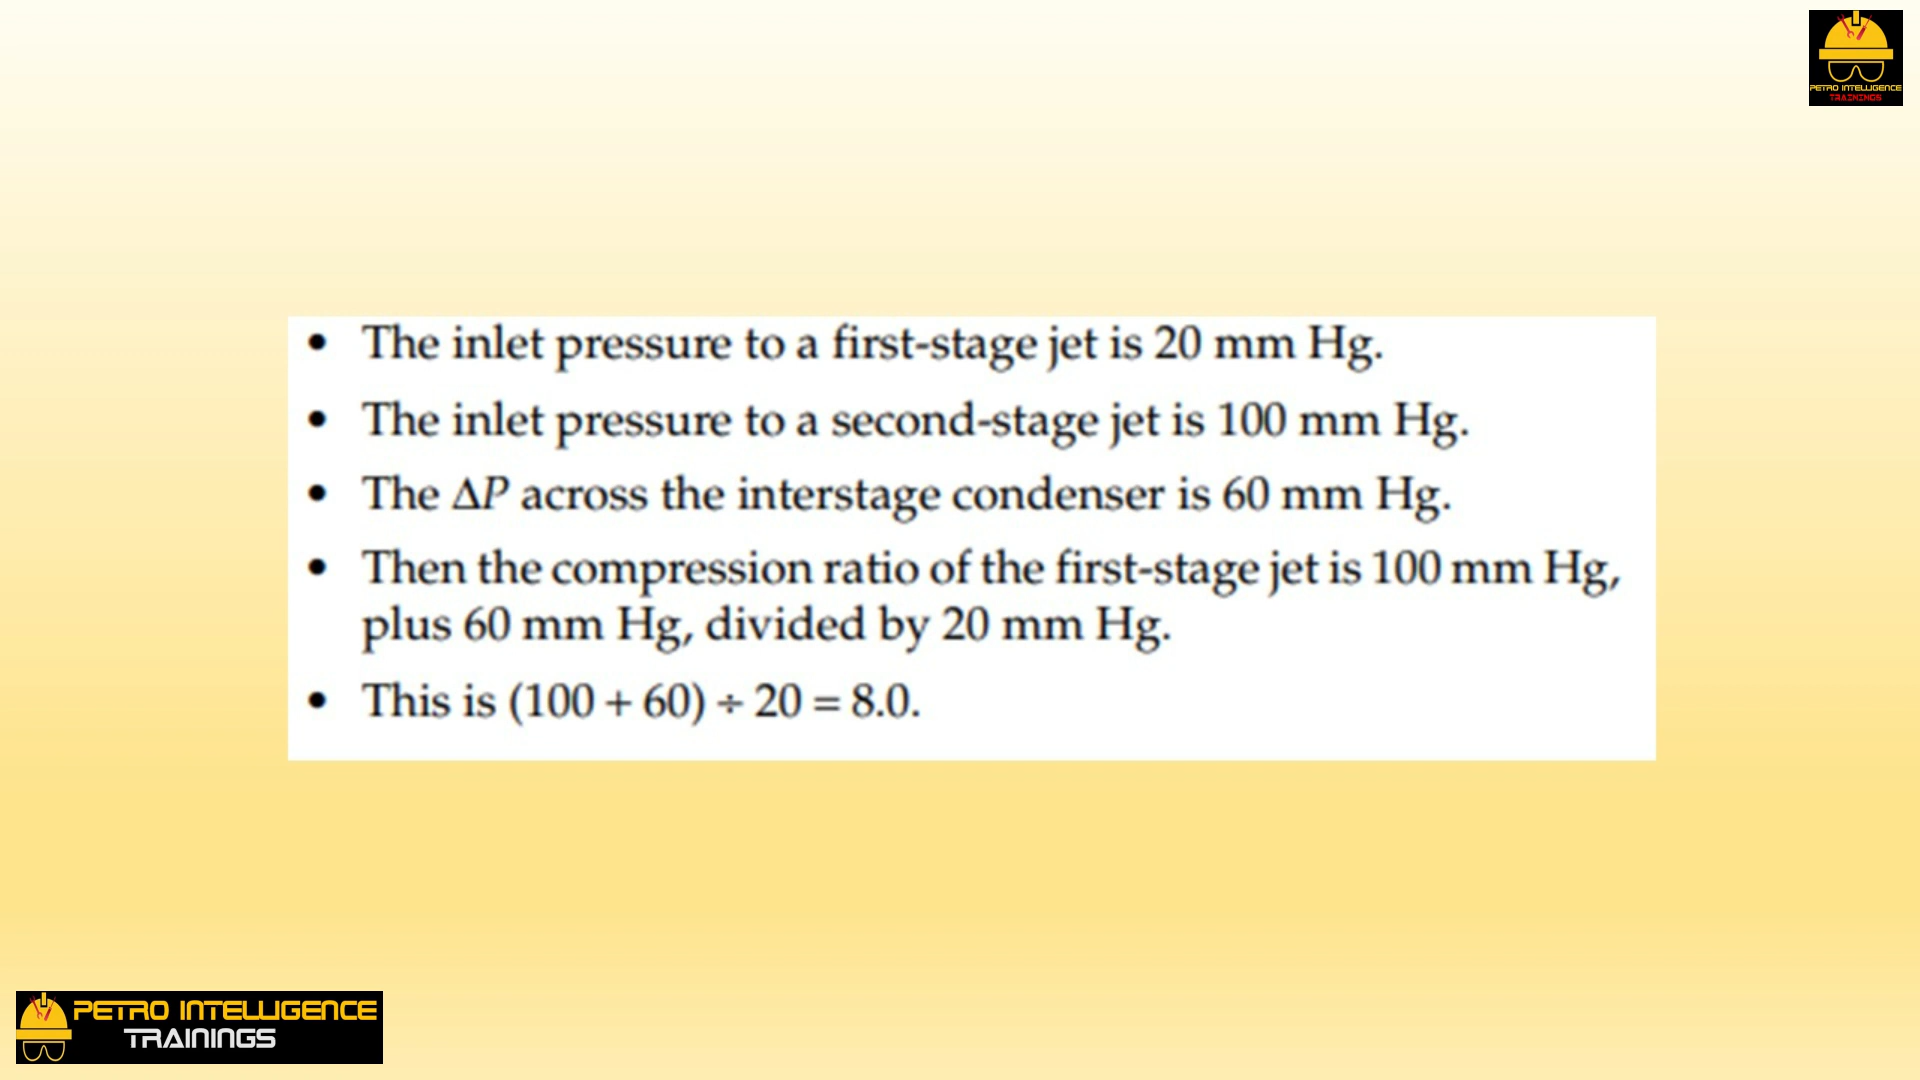 PETRO INTELLIGENCE
TRAININGS
• The inlet pressure to a first-stage jet is 20 mm Hg.
• The inlet pressure to a second-stage jet is 100 mm Hg.
• The ΔP across the interstage condenser is 60 mm Hg.
• Then the compression ratio of the first-stage jet is 100 mm Hg,
plus 60 mm Hg, divided by 20 mm Hg.
• This is (100 + 60) ÷ 20 = 8.0.
PETRO INTELLIGENCE
TRAININGS